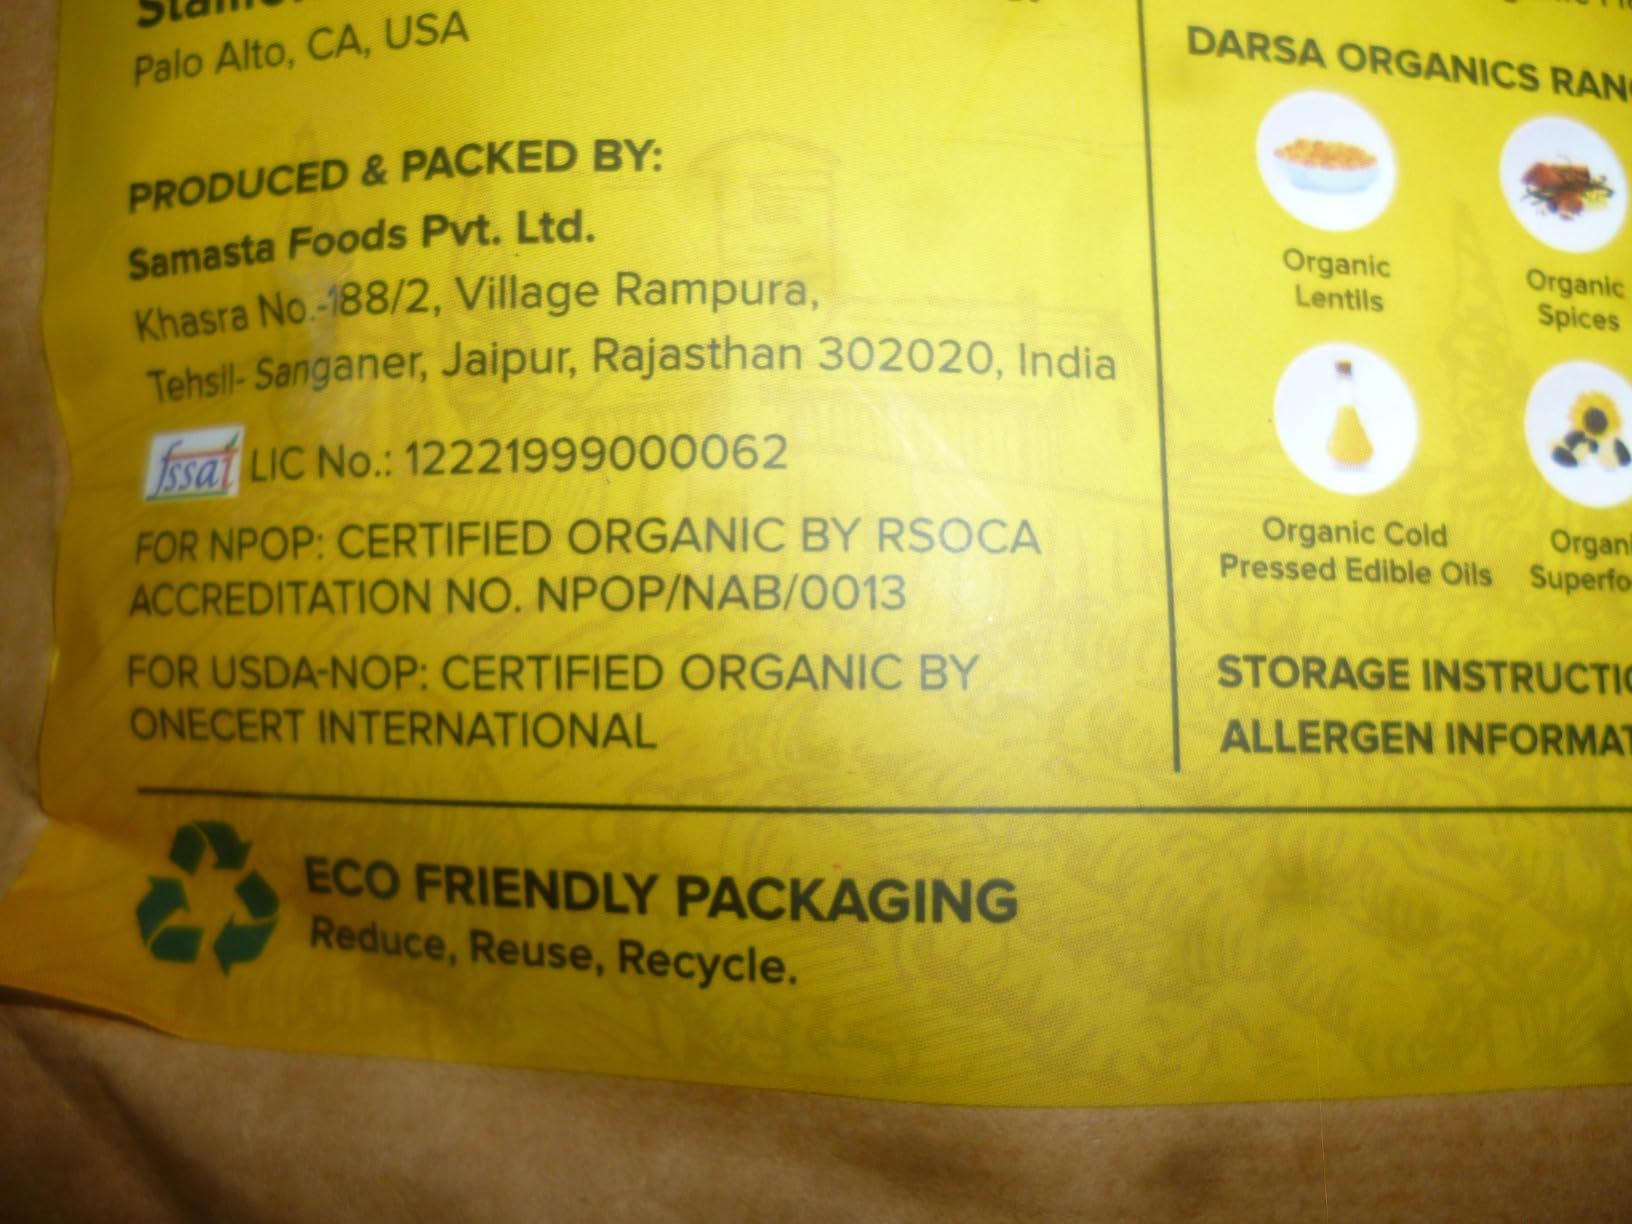 Palo Alto, CA, USA
PRODUCED & PACKED BY:
Samasta Foods Pvt. Ltd.
Khasra No.-188/2, Village Rampura,
Tehsil- Sanganer, Jaipur, Rajasthan 302020, India
fssai LIC No.: 12221999000062
FOR NPOP: CERTIFIED ORGANIC BY RSOCA
ACCREDITATION NO. NPOP/NAB/0013
FOR USDA-NOP: CERTIFIED ORGANIC BY
ONECERT INTERNATIONAL
DARSA ORGANICS
Organic
Lentils
Organic
Spices
Organic Cold
Pressed Edible Oils
STORAGE
ALLERGEN
ECO FRIENDLY PACKAGING
Reduce, Reuse, Recycle.